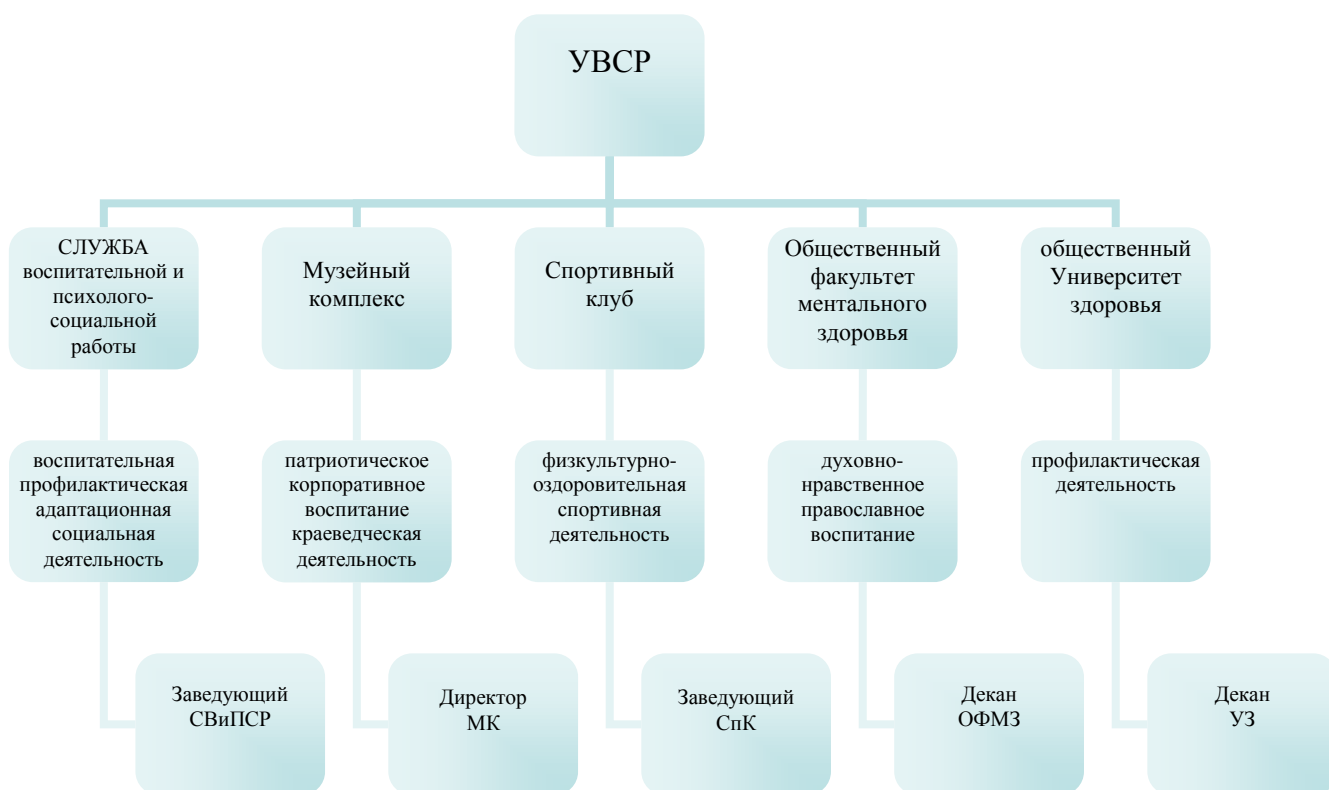 УВСР
СЛУЖБА
воспитательной и
психолого-
социальной
работы
Музейный
комплекс
Спортивный
клуб
Общественный
факультет
ментального
здоровья
общественный
Университет
здоровья
воспитательная
профилактическая
адаптационная
социальная
деятельность
патриотическое
корпоративное
воспитание
краеведческая
деятельность
физкультурно-
оздоровительная
спортивная
деятельность
духовно-
нравственное
православное
воспитание
профилактическая
деятельность
Заведующий
СВиПСР
Директор
МК
Заведующий
СпК
Декан
ОФМЗ
Декан
УЗ